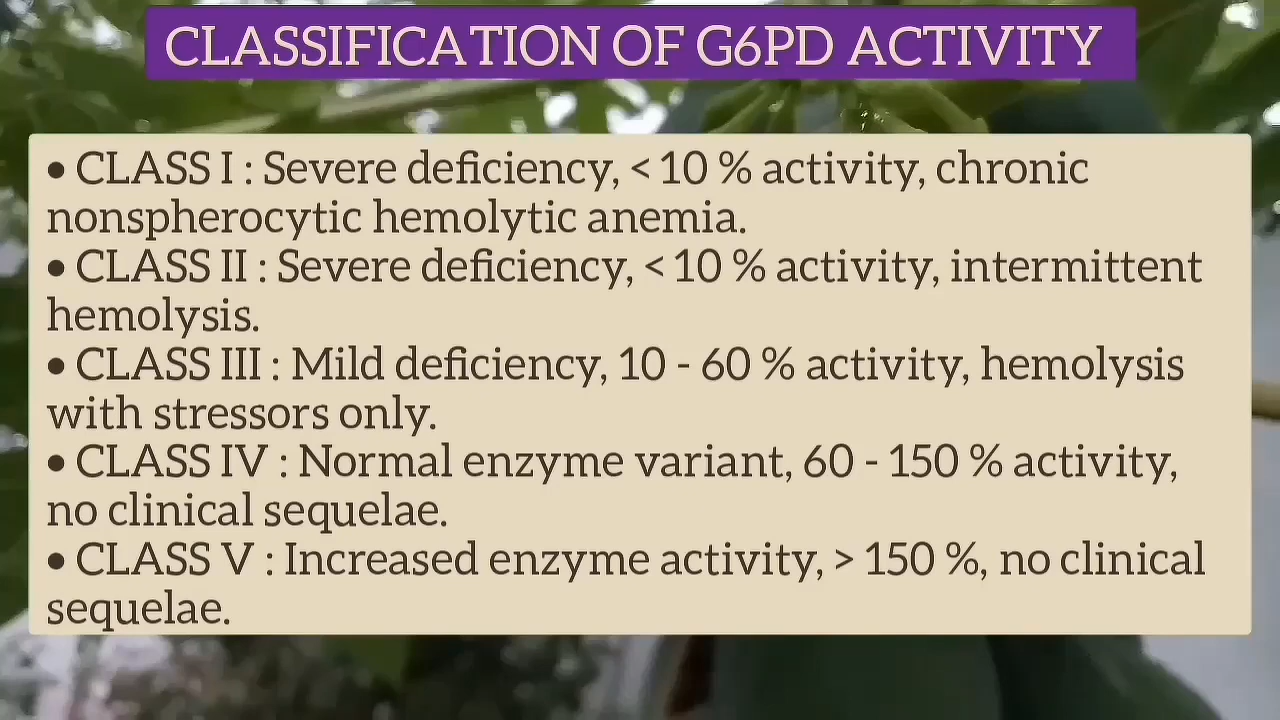 CLASSIFICATION OF G6PD ACTIVITY
• CLASS I : Severe deficiency, < 10 % activity, chronic
nonspherocytic hemolytic anemia.
• CLASS II : Severe deficiency, < 10 % activity, intermittent
hemolysis.
• CLASS III : Mild deficiency, 10 - 60 % activity, hemolysis
with stressors only.
• CLASS IV : Normal enzyme variant, 60 - 150 % activity,
no clinical sequelae.
• CLASS V : Increased enzyme activity, > 150 %, no clinical
sequelae.